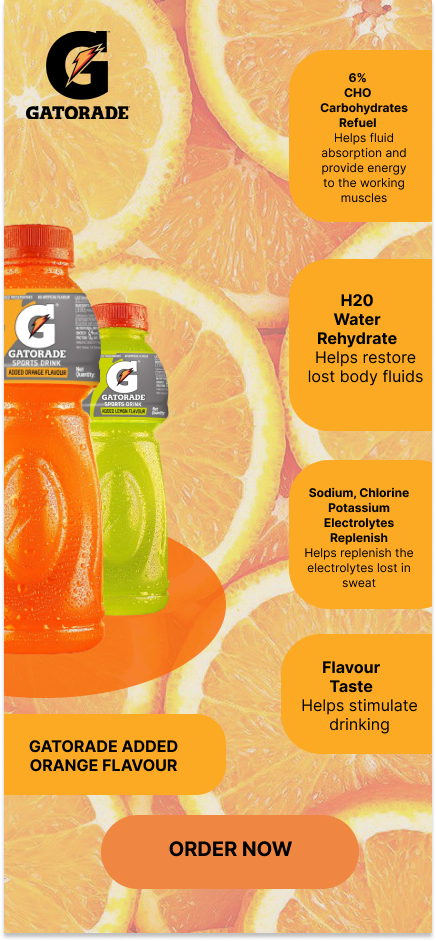 GATORADE
6%
CHO
Carbohydrates
Refuel
Helps fluid
absorption and
provide energy
to the working
muscles
H20
Water
Rehydrate
Helps restore
lost body fluids
G
GATORADE
SPORTS DRINK
ADDED ORANGE FLAVOUR
Net
Quantity:
G
GATORADE
SPORTS DRINK
ADDED LEMON FLAVOUR
Sodium, Chlorine
Potassium
Electrolytes
Replenish
Helps replenish the
electrolytes lost in
sweat
Flavour
Taste
Helps stimulate
drinking
GATORADE ADDED
ORANGE FLAVOUR
ORDER NOW